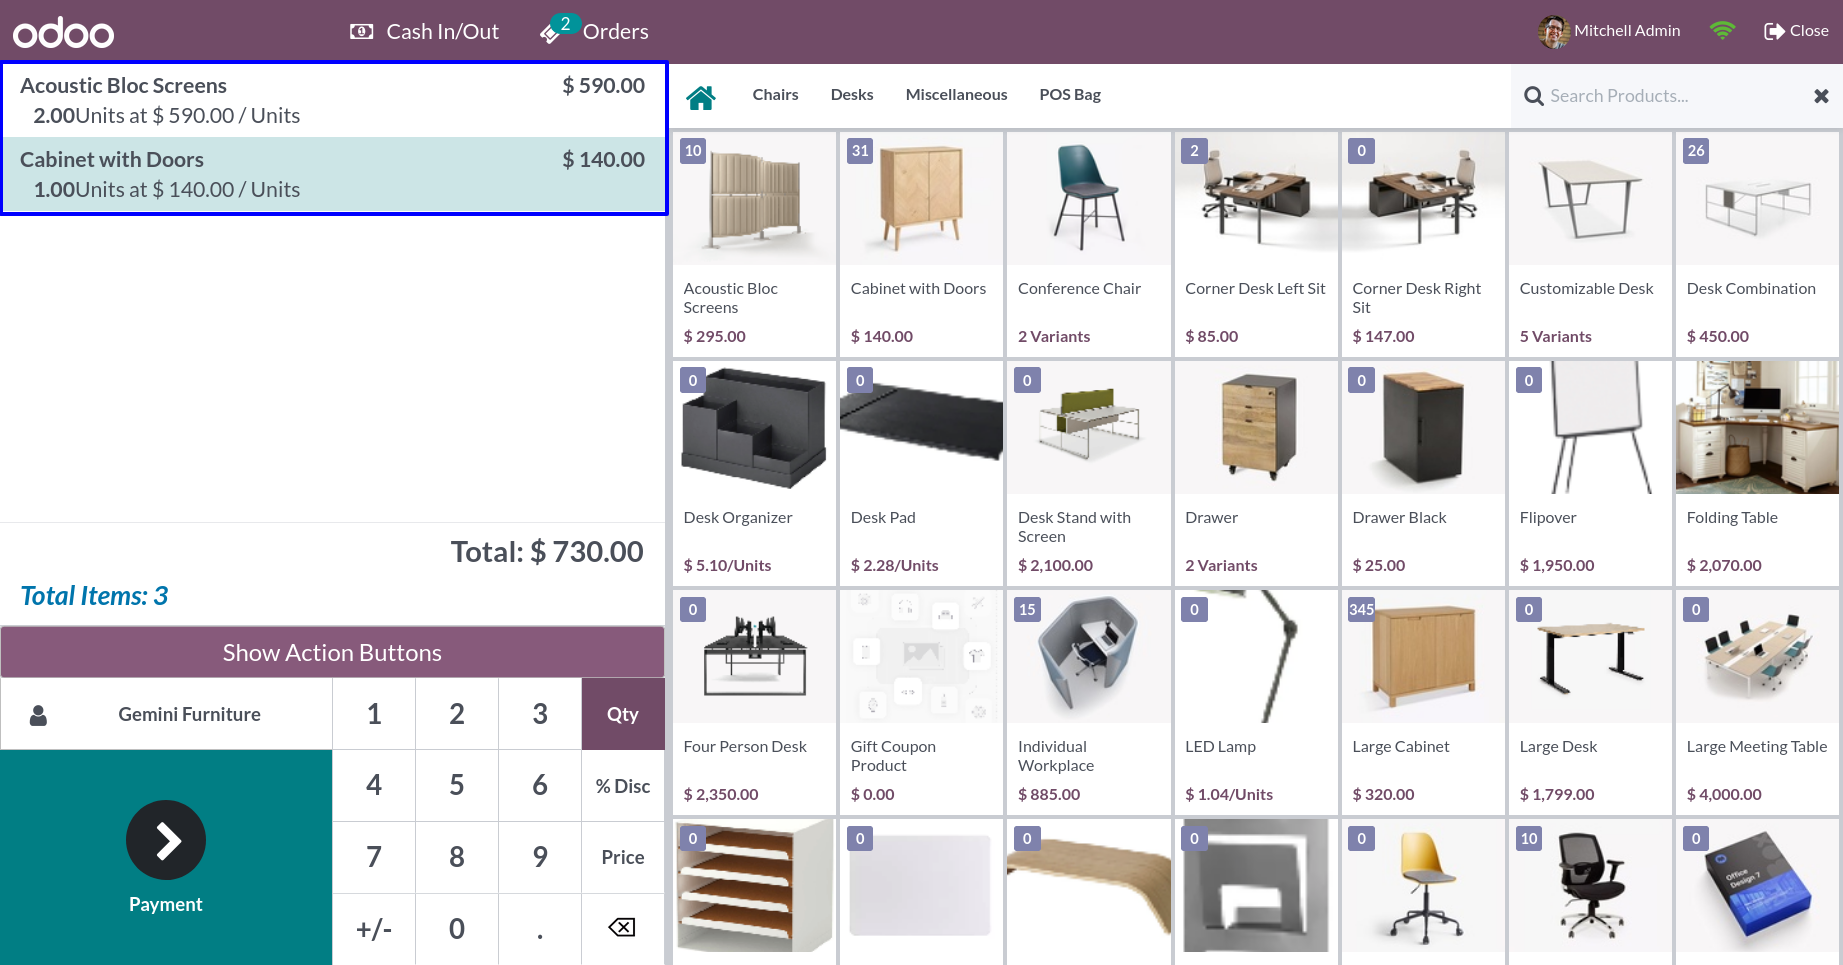 odoo
Cash In/Out
2
Orders
Mitchell Admin
Close
Acoustic Bloc Screens $ 590.00
2.00Units at $ 590.00 / Units
Cabinet with Doors $ 140.00
1.00Units at $ 140.00 / Units
Total: $ 730.00
Total Items: 3
Show Action Buttons
Gemini Furniture
1 2 3 Qty
4 5 6 % Disc
7 8 9 Price
+/- 0 .
Payment
Chairs Desks Miscellaneous POS Bag
Search Products...
10
Acoustic Bloc
Screens
$ 295.00
31
Cabinet with Doors
$ 140.00
Conference Chair
2 Variants
2
Corner Desk Left Sit
$ 85.00
0
Corner Desk Right
Sit
$ 147.00
Customizable Desk
5 Variants
26
Desk Combination
$ 450.00
0
Desk Organizer
$ 5.10/Units
0
Desk Pad
$ 2.28/Units
0
Desk Stand with
Screen
$ 2,100.00
Drawer
2 Variants
0
Drawer Black
$ 25.00
0
Flipover
$ 1,950.00
Folding Table
$ 2,070.00
0
Four Person Desk
$ 2,350.00
Gift Coupon
Product
$ 0.00
15
Individual
Workplace
$ 885.00
0
LED Lamp
$ 1.04/Units
345
Large Cabinet
$ 320.00
0
Large Desk
$ 1,799.00
0
Large Meeting Table
$ 4,000.00
0
0
0
0
0
10
0
Office
Design 7